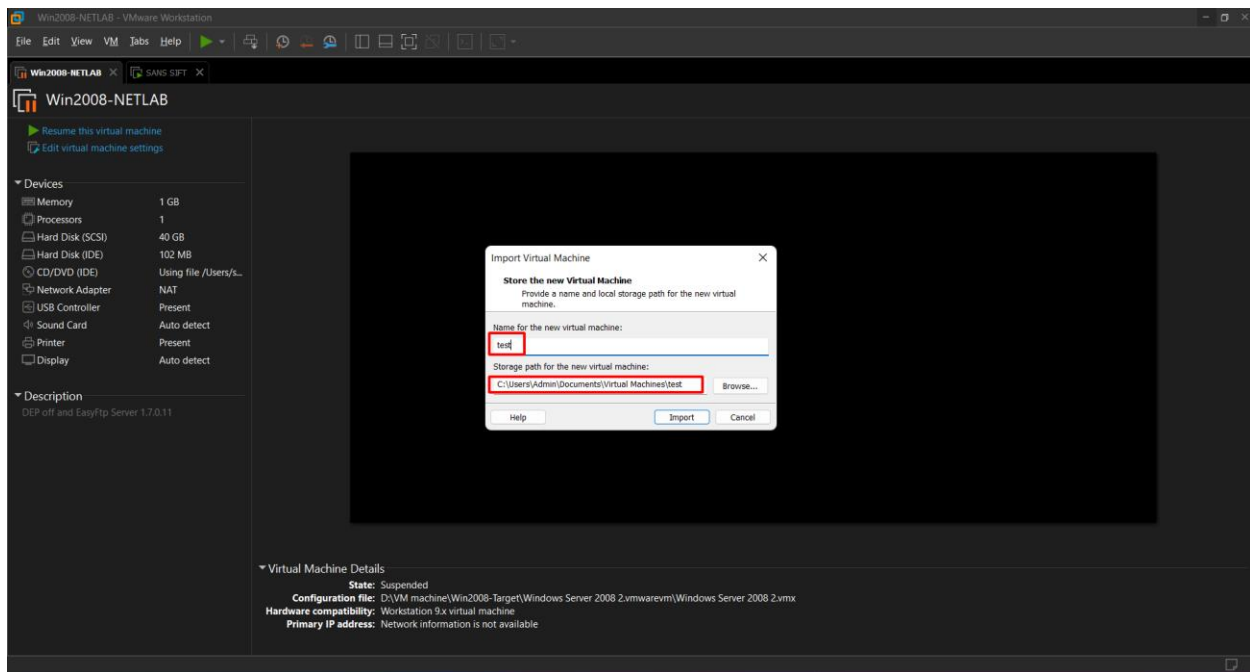 Win2008-NETLAB - VMware Workstation
File Edit View VM Tabs Help
Win2008-NETLAB SANS SIFT
Win2008-NETLAB
Resume this virtual machine
Edit virtual machine settings
Devices
Memory 1 GB
Processors 1
Hard Disk (SCSI) 40 GB
Hard Disk (IDE) 102 MB
CD/DVD (IDE) Using file /Users/s...
Network Adapter NAT
USB Controller Present
Sound Card Auto detect
Printer Present
Display Auto detect
Description
DEP off and EasyFtp Server 1.7.0.11
Import Virtual Machine
Store the new Virtual Machine
Provide a name and local storage path for the new virtual
machine.
Name for the new virtual machine:
test
Storage path for the new virtual machine:
C:\Users\Admin\Documents\Virtual Machines\test Browse...
Help Import Cancel
Virtual Machine Details
State: Suspended
Configuration file: D:\VM machine\Win2008-Target\Windows Server 2008 2.vmwarevm\Windows Server 2008 2.vmx
Hardware compatibility: Workstation 9.x virtual machine
Primary IP address: Network information is not available